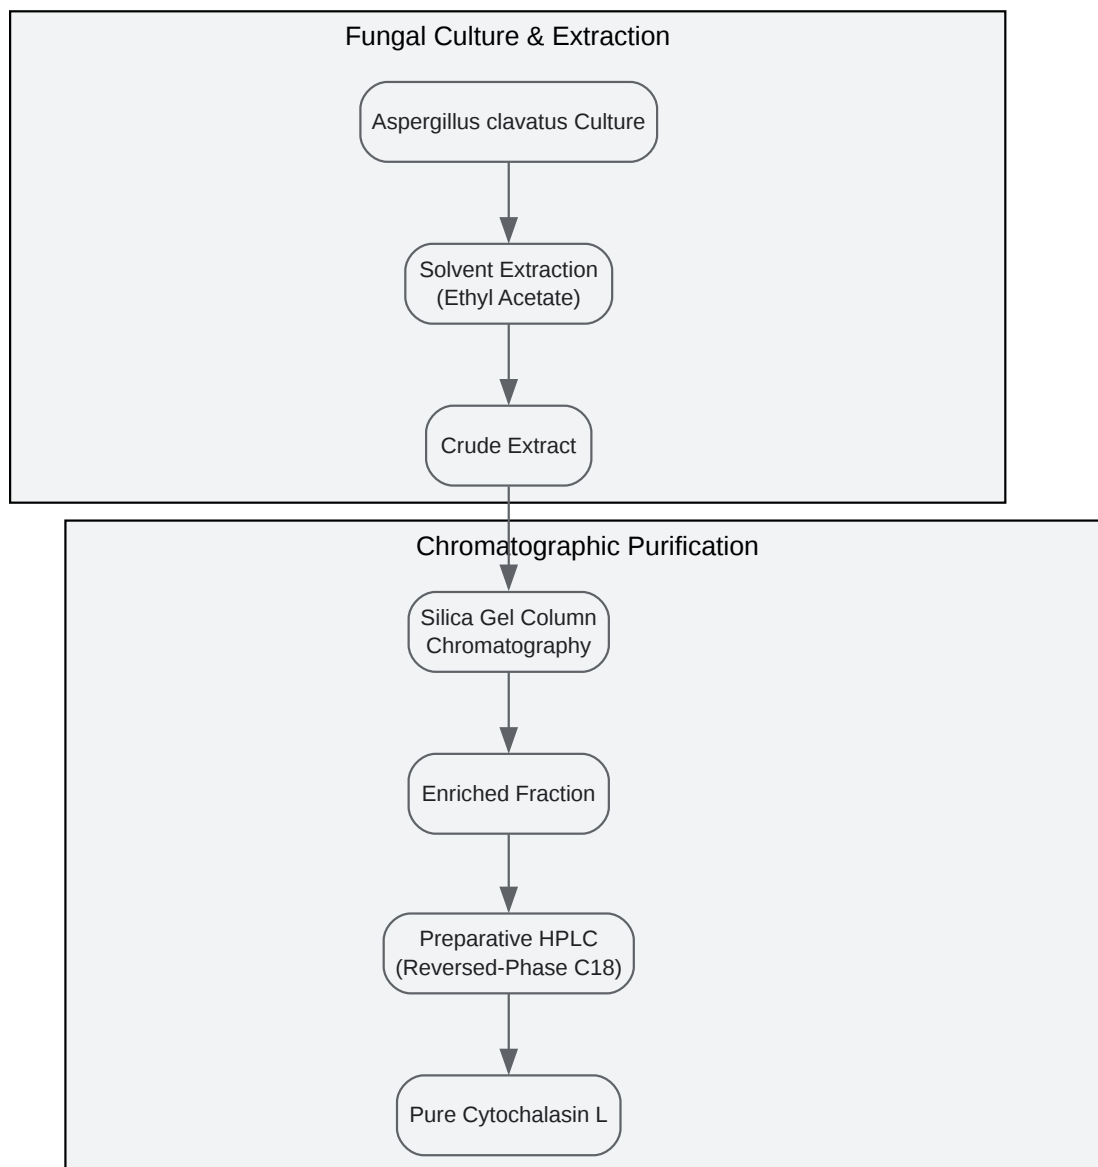 Fungal Culture & Extraction
Aspergillus clavatus Culture
Solvent Extraction
(Ethyl Acetate)
Crude Extract
Chromatographic Purification
Silica Gel Column
Chromatography
Enriched Fraction
Preparative HPLC
(Reversed-Phase C18)
Pure Cytochalasin L